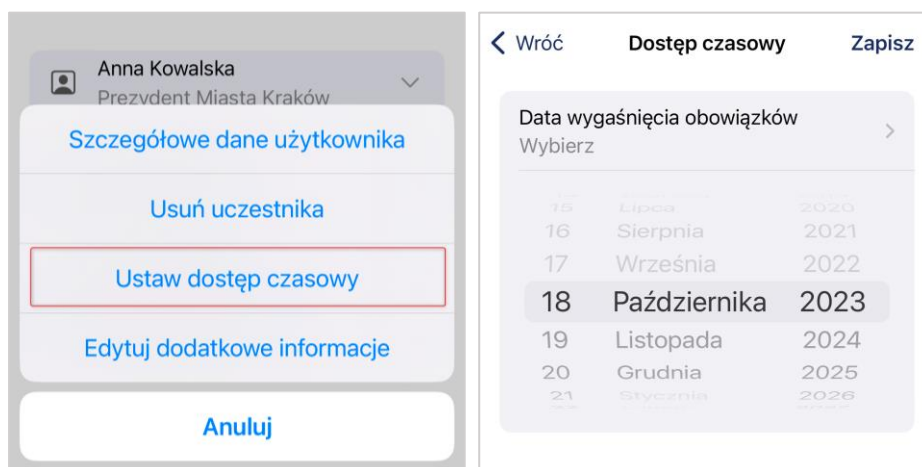 Anna Kowalska
Prezydent Miasta Kraków
Szczegółowe dane użytkownika
Usuń uczestnika
Ustaw dostęp czasowy
Edytuj dodatkowe informacje
Anuluj
Wróć Dostęp czasowy Zapisz
Data wygaśnięcia obowiązków
Wybierz
15 Lipca 2020
16 Sierpnia 2021
17 Września 2022
18 Października 2023
19 Listopada 2024
20 Grudnia 2025
21 Stycznia 2026